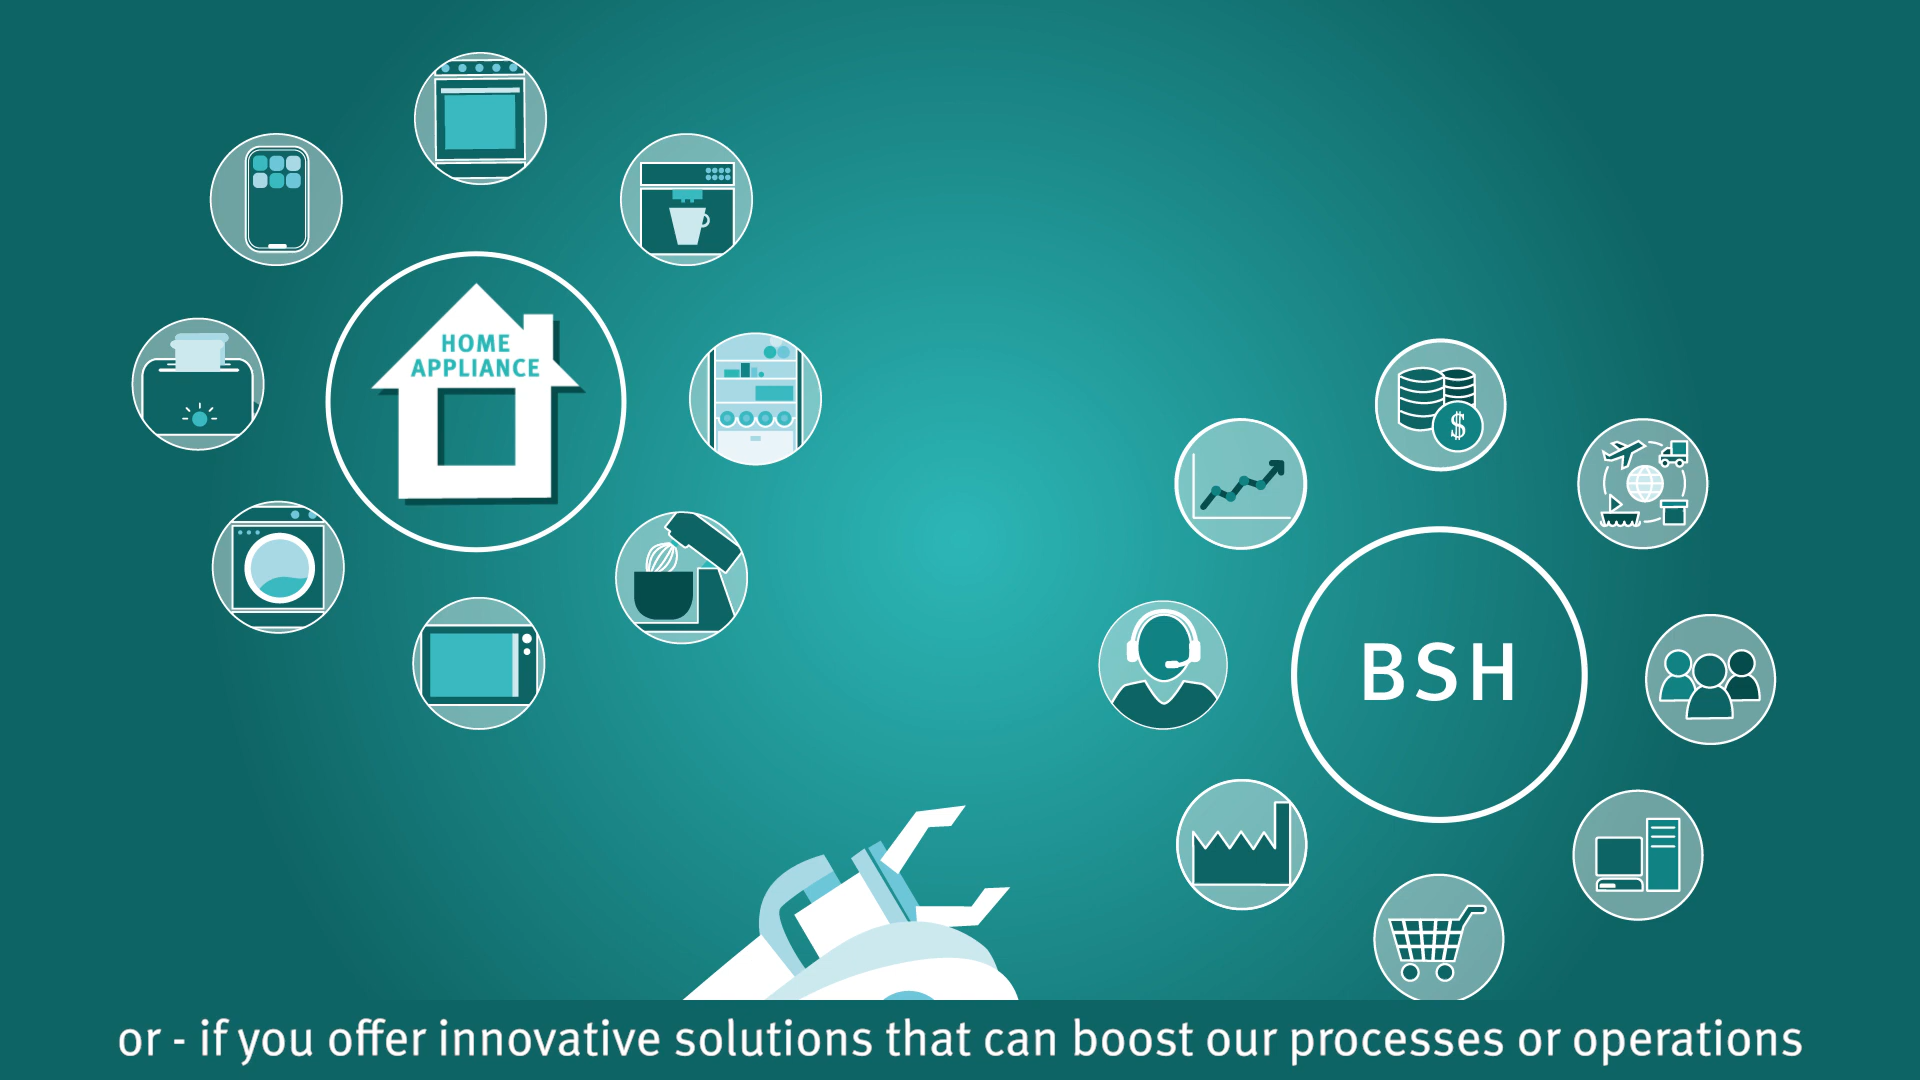 HOME
APPLIANCE
$
BSH
or - if you offer innovative solutions that can boost our processes or operations